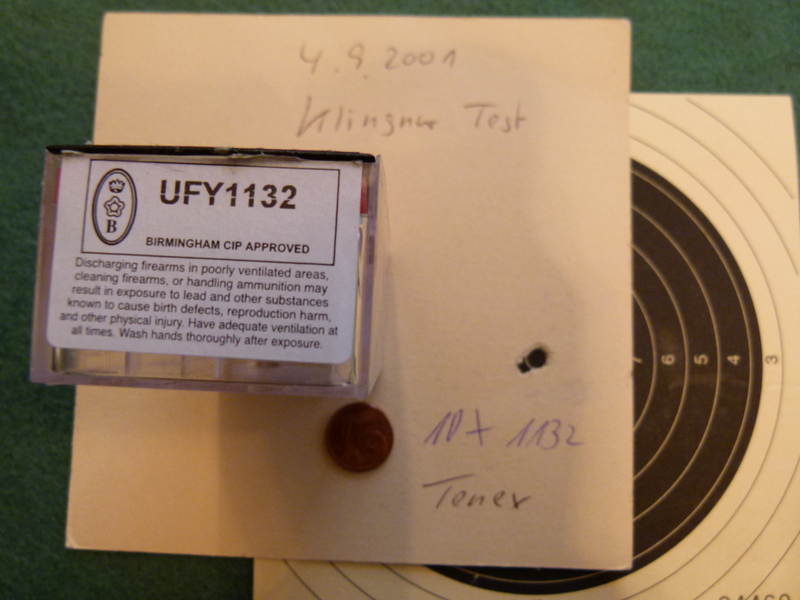 4.9.2001
Klingner Test
B
UFY1132
BIRMINGHAM CIP APPROVED
Discharging firearms in poorly ventilated areas,
cleaning firearms, or handling ammunition may
result in exposure to lead and other substances
known to cause birth defects, reproduction harm,
and other physical injury. Have adequate ventilation at
all times. Wash hands thoroughly after exposure.
7 6 5 4 3
10x 1132
Tenex
3